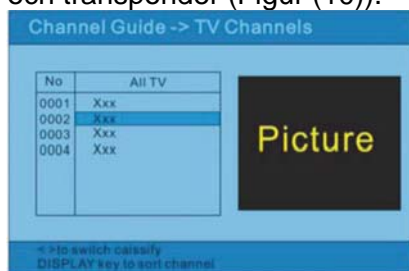 och transponder (Figur (10)).
Channel Guide -> TV Channels
No All TV
0001 Xxx
0002 Xxx
0003 Xxx
0004 Xxx
Picture
< >to switch caissify
DISPLAY key to sort channel